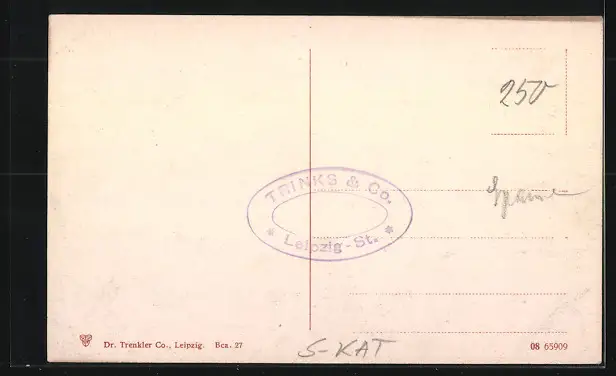 250
TRINKS & Co.
* Leipzig-St. *
Dr. Trenkler Co., Leipzig. Bca. 27
08 65909
S-KAT